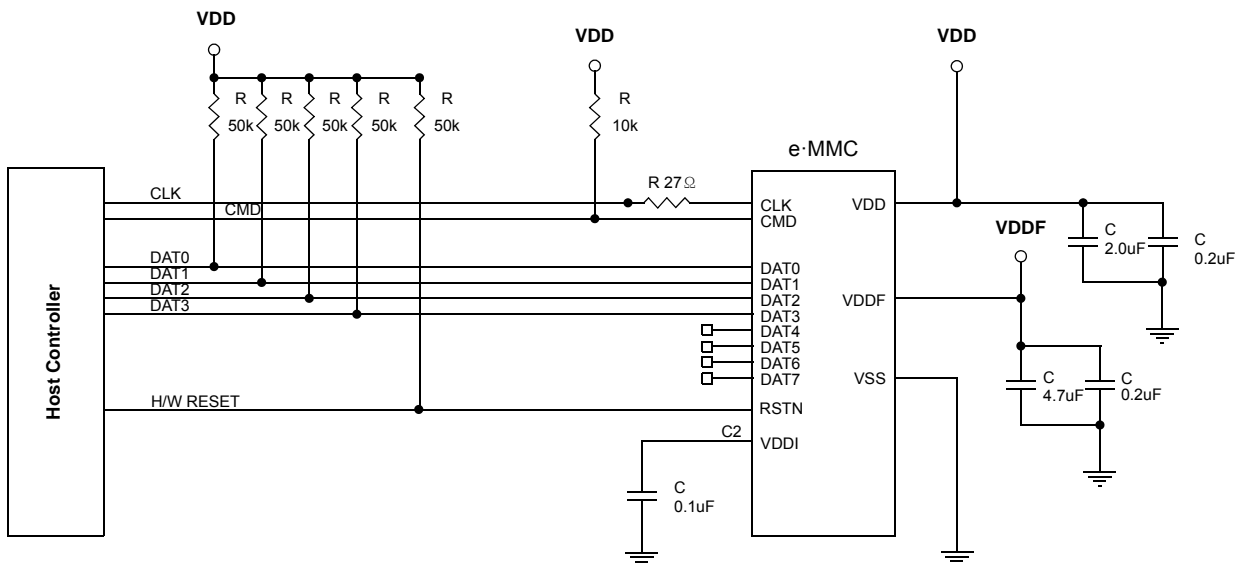 VDD
VDD
VDD
R
50k
R
50k
R
50k
R
50k
R
50k
R
10k
e·MMC
R 27Ω
CLK
CMD
DAT0
DAT1
DAT2
DAT3
H/W RESET
Host Controller
CLK
CMD
DAT0
DAT1
DAT2
DAT3
DAT4
DAT5
DAT6
DAT7
RSTN
C2
VDDI
VDD
VDDF
VSS
VDDF
C
2.0uF
C
0.2uF
C
4.7uF
C
0.2uF
C
0.1uF